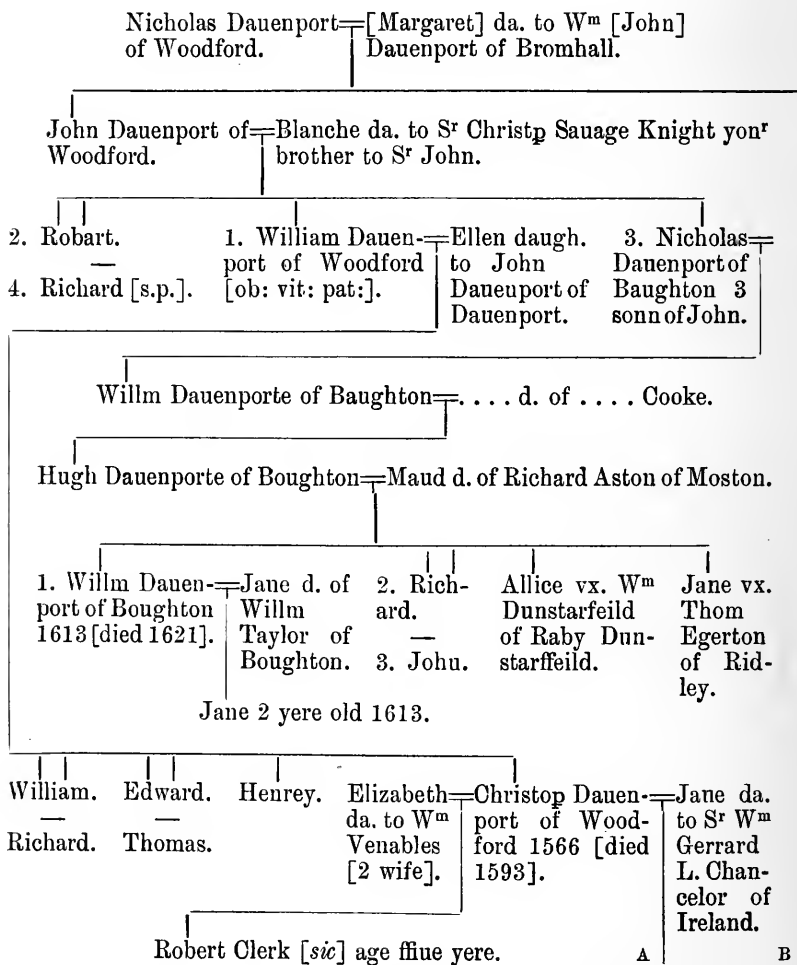 Nicholas Dauenport
of Woodford.
[Margaret] da. to Wᵐ [John]
Dauenport of Bromhall.
John Dauenport of
Woodford.
Blanche da. to Sʳ Christꝑ Sauage Knight yonʳ
brother to Sʳ John.
2. Robart.
—
4. Richard [s.p.].
1. William Dauen-
port of Woodford
[ob: vit: pat:].
Ellen daugh.
to John
Daueuport of
Dauenport.
3. Nicholas
Dauenport of
Baughton 3
sonn of John.
Willm Dauenporte of Baughton
. . . . d. of . . . . Cooke.
Hugh Dauenporte of Boughton
Maud d. of Richard Aston of Moston.
1. Willm Dauen-
port of Boughton
1613 [died 1621].
Jane d. of
Willm
Taylor of
Boughton.
2. Rich-
ard.
—
3. Johu.
Allice vx. Wᵐ
Dunstarfeild
of Raby Dun-
starffeild.
Jane vx.
Thom
Egerton
of Rid-
ley.
Jane 2 yere old 1613.
William.
—
Richard.
Edward.
—
Thomas.
Henrey.
Elizabeth
da. to Wᵐ
Venables
[2 wife].
Christop Dauen-
port of Wood-
ford 1566 [died
1593].
Jane da.
to Sʳ Wᵐ
Gerrard
L. Chan-
celor of
Ireland.
Robert Clerk [sic] age ffiue yere.
A
B